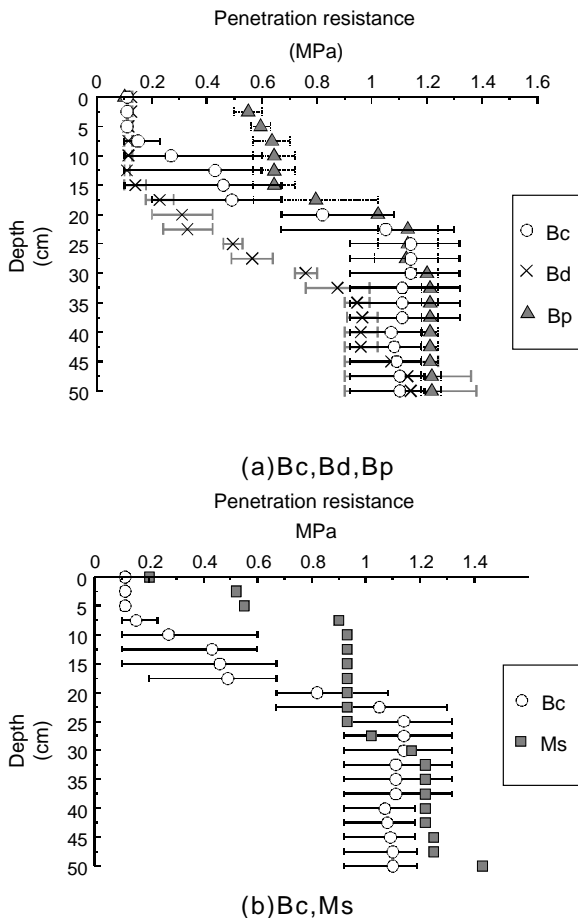 Penetration resistance
(MPa)
0 0.2 0.4 0.6 0.8 1 1.2 1.4 1.6
0
5
10
15
20
25
30
35
40
45
50
Depth
(cm)
Bc
Bd
Bp
(a)Bc,Bd,Bp
Penetration resistance
MPa
0 0.2 0.4 0.6 0.8 1 1.2 1.4
0
5
10
15
20
25
30
35
40
45
50
Depth
(cm)
Bc
Ms
(b)Bc,Ms